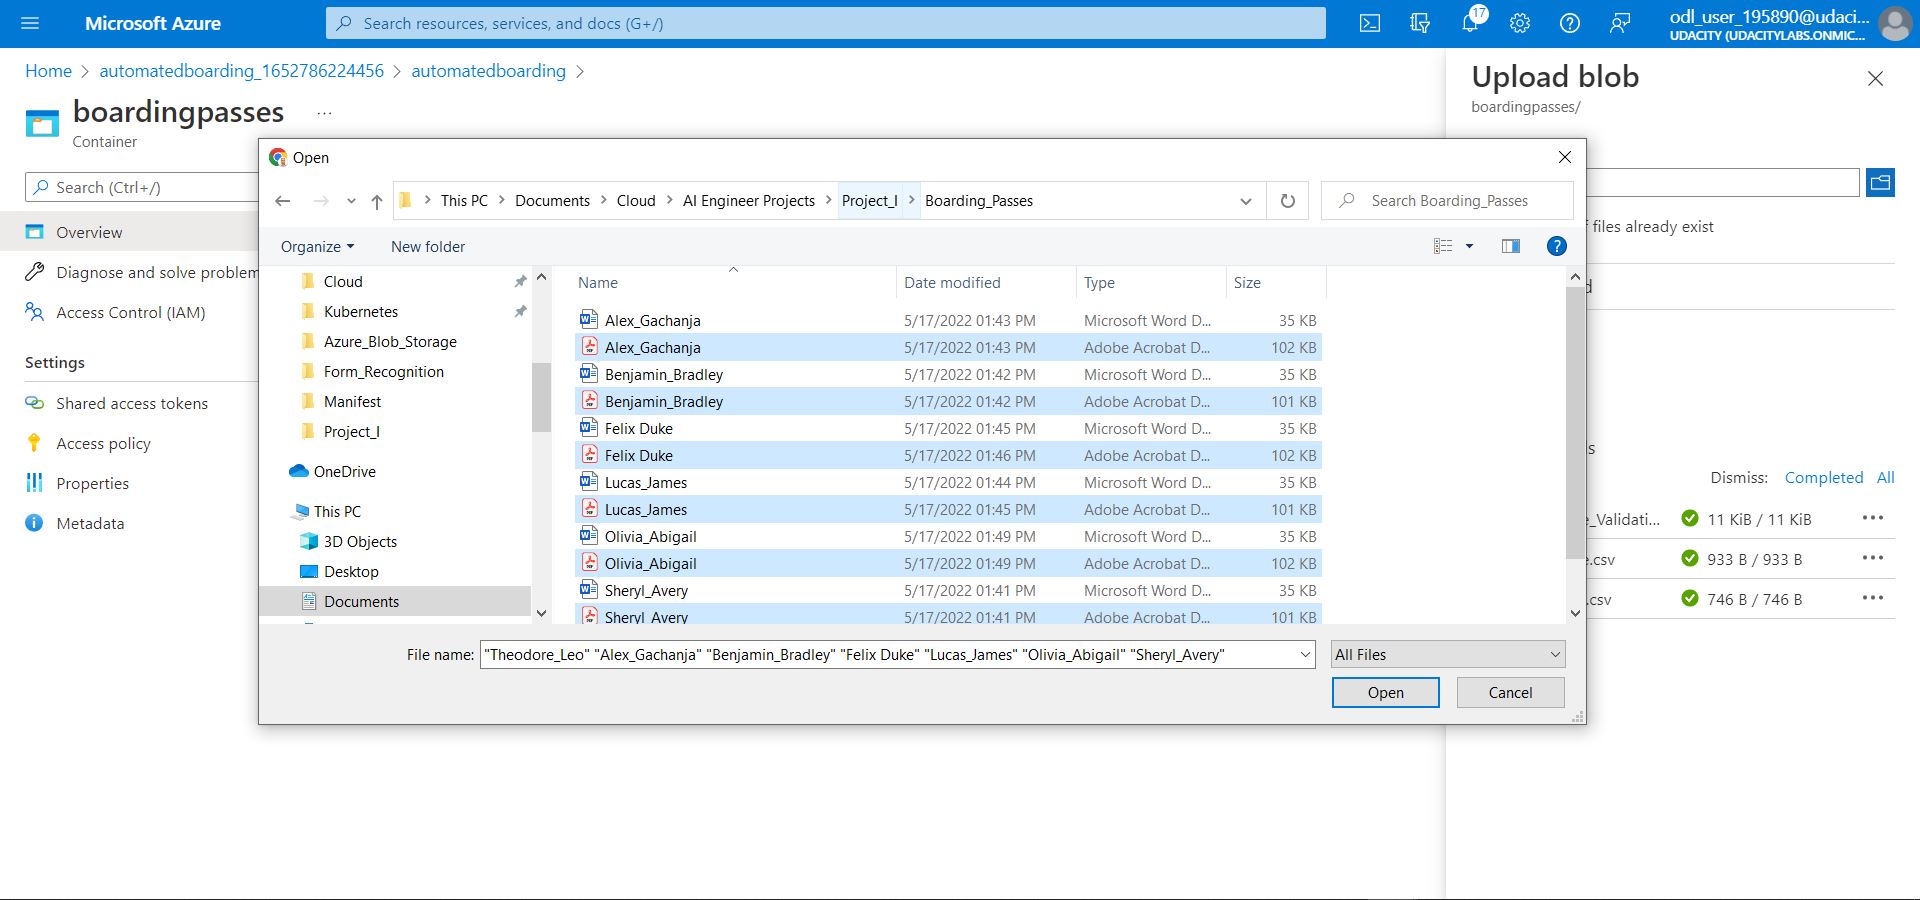 Microsoft Azure
Search resources, services, and docs (G+/)
17
odl_user_195890@udaci...
UDACITY (UDACITYLABS.ONMIC...
Home > automatedboarding_1652786224456 > automatedboarding >
boardingpasses ...
Container
Search (Ctrl+/)
Overview
Diagnose and solve problem
Access Control (IAM)
Settings
Shared access tokens
Access policy
Properties
Metadata
Open
This PC > Documents > Cloud > AI Engineer Projects > Project_I > Boarding_Passes
Search Boarding_Passes
Organize
New folder
Cloud
Kubernetes
Azure_Blob_Storage
Form_Recognition
Manifest
Project_I
OneDrive
This PC
3D Objects
Desktop
Documents
Name Date modified Type Size
Alex_Gachanja 5/17/2022 01:43 PM Microsoft Word D... 35 KB
Alex_Gachanja 5/17/2022 01:43 PM Adobe Acrobat D... 102 KB
Benjamin_Bradley 5/17/2022 01:42 PM Microsoft Word D... 35 KB
Benjamin_Bradley 5/17/2022 01:42 PM Adobe Acrobat D... 101 KB
Felix Duke 5/17/2022 01:45 PM Microsoft Word D... 35 KB
Felix Duke 5/17/2022 01:46 PM Adobe Acrobat D... 102 KB
Lucas_James 5/17/2022 01:44 PM Microsoft Word D... 35 KB
Lucas_James 5/17/2022 01:45 PM Adobe Acrobat D... 101 KB
Olivia_Abigail 5/17/2022 01:49 PM Microsoft Word D... 35 KB
Olivia_Abigail 5/17/2022 01:49 PM Adobe Acrobat D... 102 KB
Sheryl_Avery 5/17/2022 01:41 PM Microsoft Word D... 35 KB
Sheryl_Avery 5/17/2022 01:41 PM Adobe Acrobat D... 101 KB
File name: "Theodore_Leo" "Alex_Gachanja" "Benjamin_Bradley" "Felix Duke" "Lucas_James" "Olivia_Abigail" "Sheryl_Avery"
All Files
Open
Cancel
Upload blob
boardingpasses/
files already exist
d
s
Dismiss: Completed All
e_Validati... 11 KiB / 11 KiB ...
e.csv 933 B / 933 B ...
.csv 746 B / 746 B ...